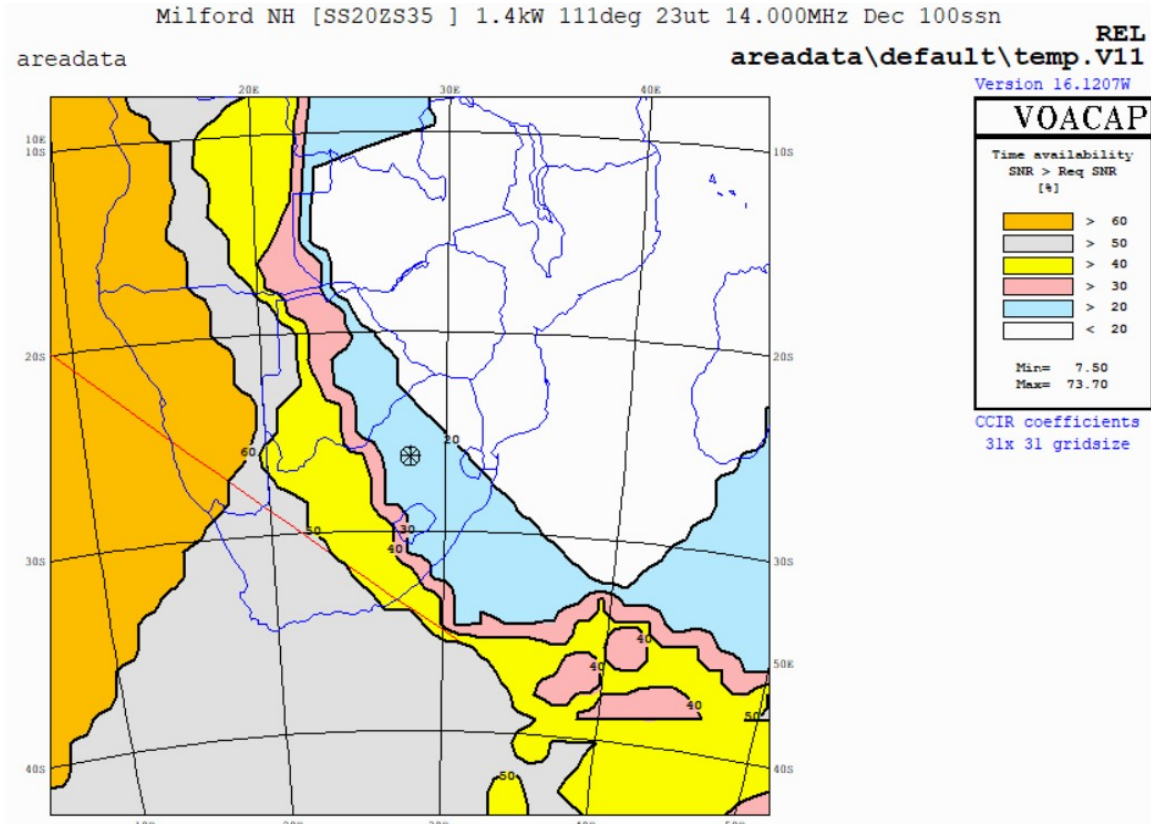 Milford NH [SS20ZS35 ] 1.4kW 111deg 23ut 14.000MHz Dec 100ssn
REL
areadata
areadata\default\temp.V11
Version 16.1207W
VOACAP
Time availability
SNR > Req SNR
[%]
> 60
> 50
> 40
> 30
> 20
< 20
Min= 7.50
Max= 73.70
CCIR coefficients
31x 31 gridsize
20E
30E
40E
10E
10S
10S
20S
20S
20
60
50
30
40
30S
30S
40
40
50E
40
50
50
40S
40S